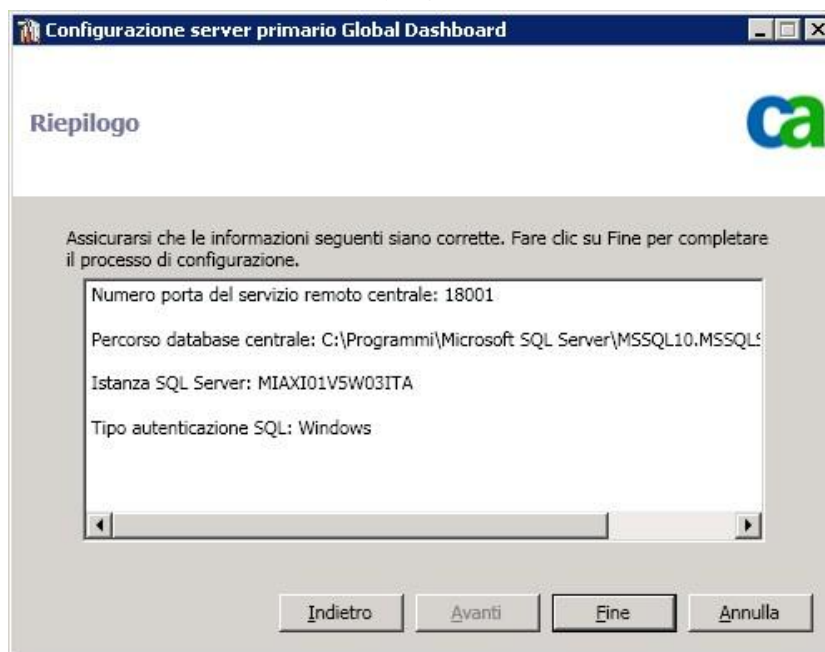 Configurazione server primario Global Dashboard
Riepilogo
ca
Assicurarsi che le informazioni seguenti siano corrette. Fare clic su Fine per completare
il processo di configurazione.
Numero porta del servizio remoto centrale: 18001
Percorso database centrale: C:\Programmi\Microsoft SQL Server\MSSQL10.MSSQLS
Istanza SQL Server: MIAXI01V5W03ITA
Tipo autenticazione SQL: Windows
Indietro Avanti Fine Annulla